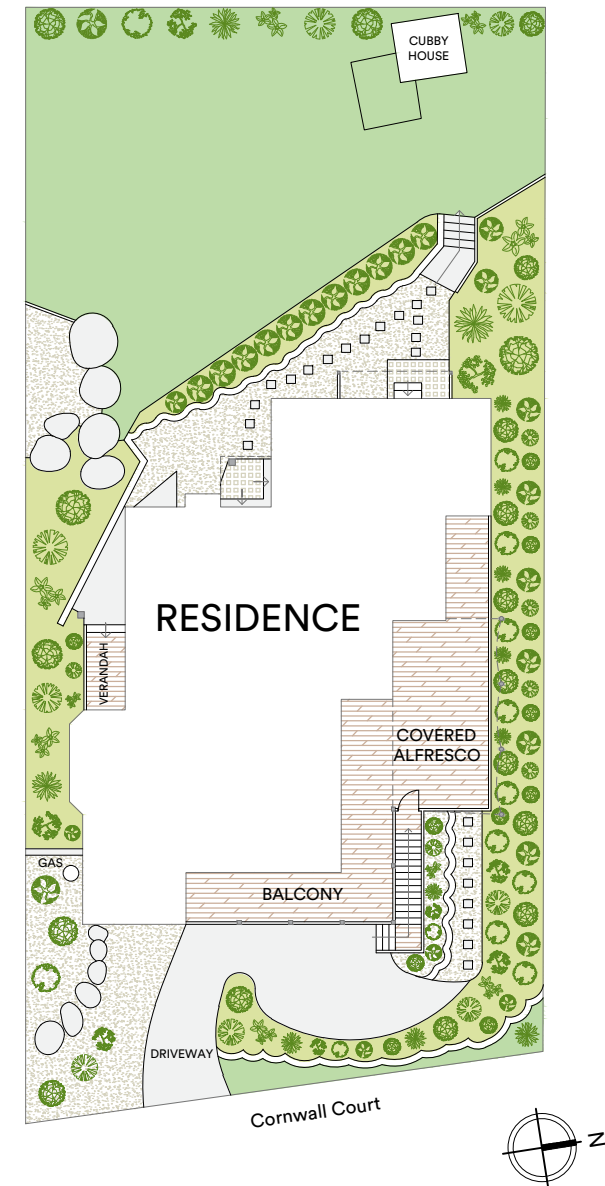 CUBBY
HOUSE
RESIDENCE
VERANDAH
COVERED
ALFRESCO
GAS
BALCONY
DRIVEWAY
Cornwall Court
N